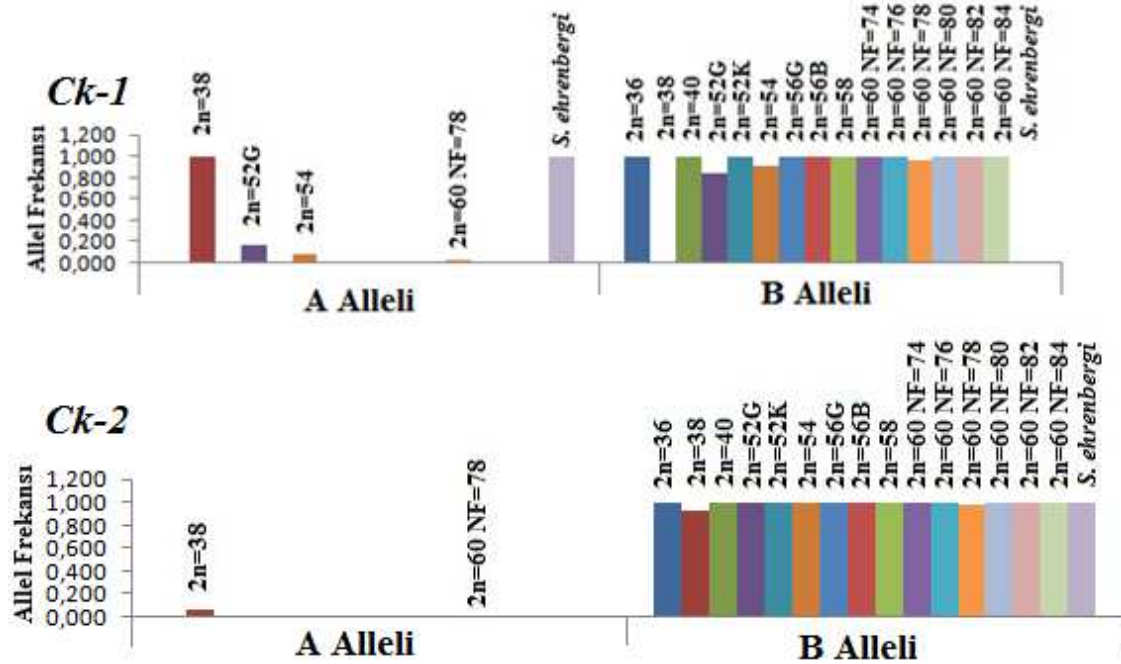 Ck-1
Allel Frekansı
1,200
1,000
0,800
0,600
0,400
0,200
0,000
2n=38
2n=52G
2n=54
2n=60 NF=78
S. ehrenbergi
2n=36
2n=38
2n=40
2n=52G
2n=52K
2n=54
2n=56G
2n=56B
2n=58
2n=60 NF=74
2n=60 NF=76
2n=60 NF=78
2n=60 NF=80
2n=60 NF=82
2n=60 NF=84
S. ehrenbergi
A Alleli
B Alleli
Ck-2
Allel Frekansı
1,200
1,000
0,800
0,600
0,400
0,200
0,000
2n=38
2n=60 NF=78
2n=36
2n=38
2n=40
2n=52G
2n=52K
2n=54
2n=56G
2n=56B
2n=58
2n=60 NF=74
2n=60 NF=76
2n=60 NF=78
2n=60 NF=80
2n=60 NF=82
2n=60 NF=84
S. ehrenbergi
A Alleli
B Alleli